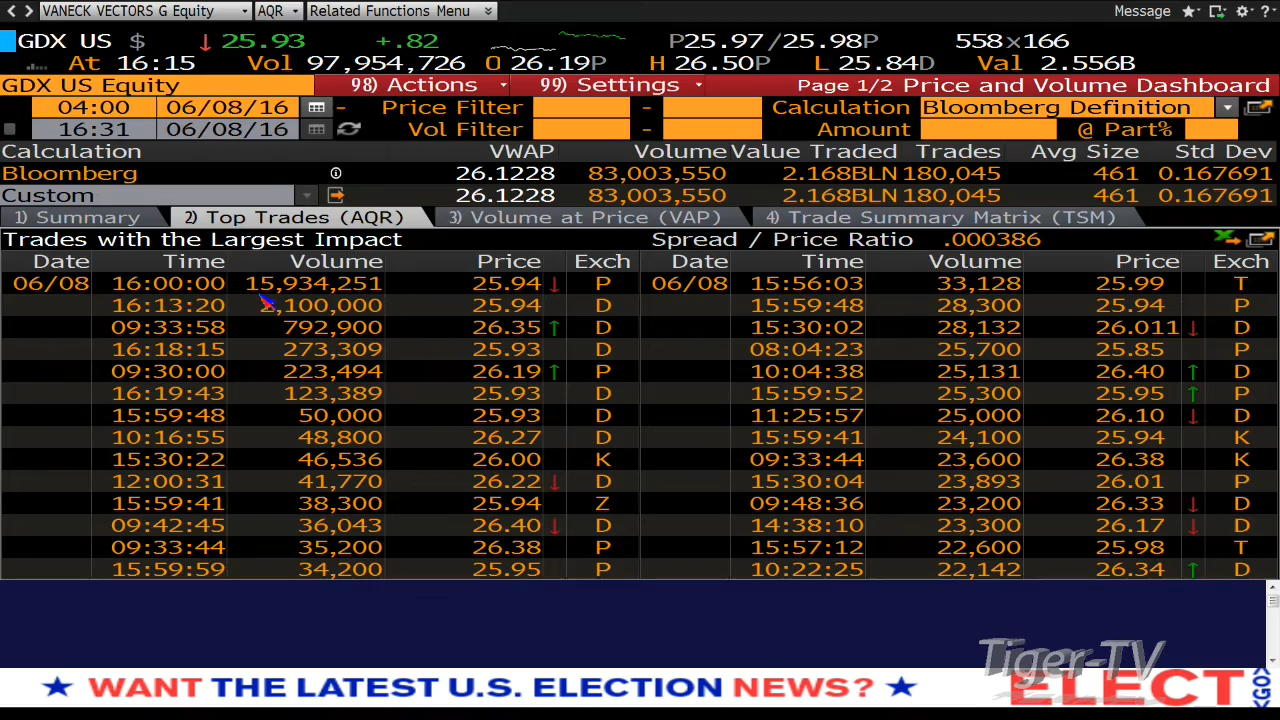 VANECK VECTORS G Equity AQR Related Functions Menu Message
GDX US $ ↓ 25.93 +.82 P25.97/25.98P 558×166
At 16:15 Vol 97,954,726 O 26.19P H 26.50P L 25.84D Val 2.556B
GDX US Equity 98) Actions 99) Settings Page 1/2 Price and Volume Dashboard
04:00 06/08/16 - Price Filter - Calculation Bloomberg Definition
16:31 06/08/16 Vol Filter - Amount @ Part%
Calculation VWAP Volume Value Traded Trades Avg Size Std Dev
Bloomberg 26.1228 83,003,550 2.168BLN 180,045 461 0.167691
Custom 26.1228 83,003,550 2.168BLN 180,045 461 0.167691
1) Summary 2) Top Trades (AQR) 3) Volume at Price (VAP) 4) Trade Summary Matrix (TSM)
Trades with the Largest Impact Spread / Price Ratio .000386
Date Time Volume Price Exch Date Time Volume Price Exch
06/08 16:00:00 15,934,251 25.94 ↓ P 06/08 15:56:03 33,128 25.99 T
16:13:20 ,100,000 25.94 D 15:59:48 28,300 25.94 P
09:33:58 792,900 26.35 ↑ D 15:30:02 28,132 26.011 ↓ D
16:18:15 273,309 25.93 D 08:04:23 25,700 25.85 P
09:30:00 223,494 26.19 ↑ P 10:04:38 25,131 26.40 ↑ D
16:19:43 123,389 25.93 D 15:59:52 25,300 25.95 ↑ P
15:59:48 50,000 25.93 D 11:25:57 25,000 26.10 ↓ D
10:16:55 48,800 26.27 D 15:59:41 24,100 25.94 K
15:30:22 46,536 26.00 K 09:33:44 23,600 26.38 K
12:00:31 41,770 26.22 ↓ D 15:30:04 23,893 26.01 P
15:59:41 38,300 25.94 Z 09:48:36 23,200 26.33 ↓ D
09:42:45 36,043 26.40 ↓ D 14:38:10 23,300 26.17 ↓ D
09:33:44 35,200 26.38 P 15:57:12 22,600 25.98 T
15:59:59 34,200 25.95 P 10:22:25 22,142 26.34 ↑ D
Tiger-TV
★ WANT THE LATEST U.S. ELECTION NEWS? ★ ELECT